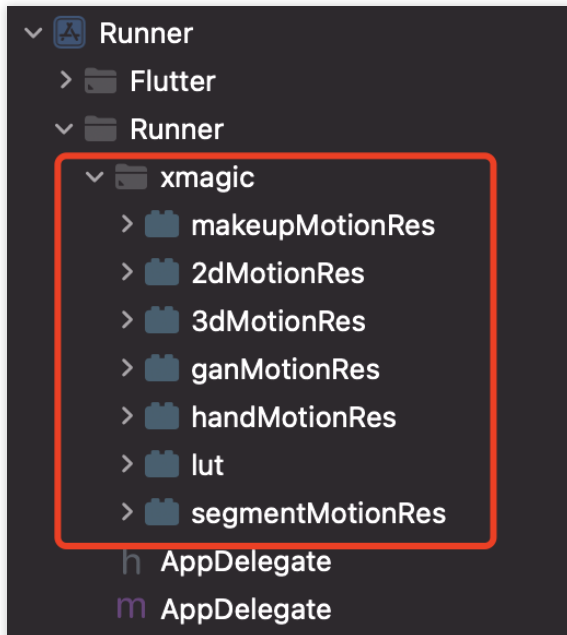 Runner
Flutter
Runner
xmagic
makeupMotionRes
2dMotionRes
3dMotionRes
ganMotionRes
handMotionRes
lut
segmentMotionRes
h AppDelegate
m AppDelegate